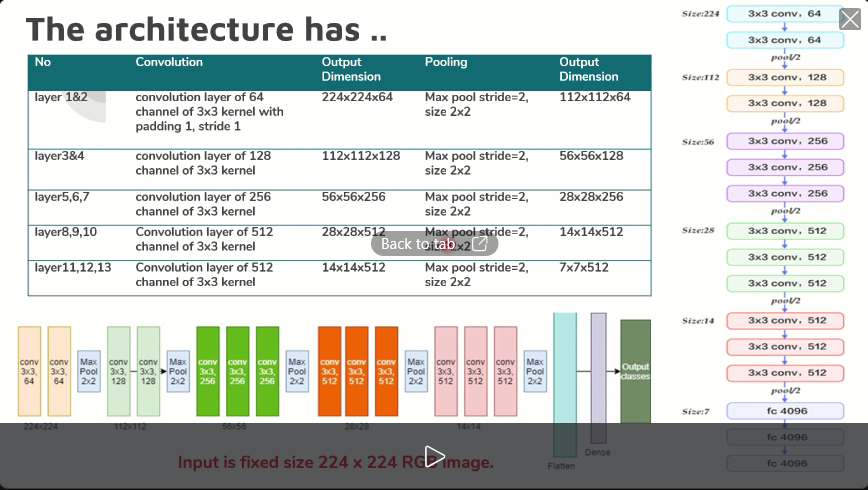 The architecture has ..
No Convolution Output Dimension Pooling Output Dimension
layer 1&2 convolution layer of 64 channel of 3x3 kernel with padding 1, stride 1 224x224x64 Max pool stride=2, size 2x2 112x112x64
layer3&4 convolution layer of 128 channel of 3x3 kernel 112x112x128 Max pool stride=2, size 2x2 56x56x128
layer5,6,7 convolution layer of 256 channel of 3x3 kernel 56x56x256 Max pool stride=2, size 2x2 28x28x256
layer8,9,10 Convolution layer of 512 channel of 3x3 kernel 28x28x512 Max pool stride=2, size 2x2 14x14x512
Back to tab
layer11,12,13 Convolution layer of 512 channel of 3x3 kernel 14x14x512 Max pool stride=2, size 2x2 7x7x512
conv 3x3, 64
conv 3x3, 64
Max Pool 2x2
conv 3x3, 128
conv 3x3, 128
Max Pool 2x2
conv 3x3, 256
conv 3x3, 256
conv 3x3, 256
Max Pool 2x2
conv 3x3, 512
conv 3x3, 512
conv 3x3, 512
Max Pool 2x2
conv 3x3, 512
conv 3x3, 512
conv 3x3, 512
Max Pool 2x2
Output classes
224x224
112x112
56x56
28x28
14x14
Flatten
Dense
Input is fixed size 224 x 224 RGB image.
Size:224
3x3 conv, 64
3x3 conv, 64
pool/2
Size:112
3x3 conv, 128
3x3 conv, 128
pool/2
Size:56
3x3 conv, 256
3x3 conv, 256
3x3 conv, 256
pool/2
Size:28
3x3 conv, 512
3x3 conv, 512
3x3 conv, 512
pool/2
Size:14
3x3 conv, 512
3x3 conv, 512
3x3 conv, 512
pool/2
Size:7
fc 4096
fc 4096
fc 4096